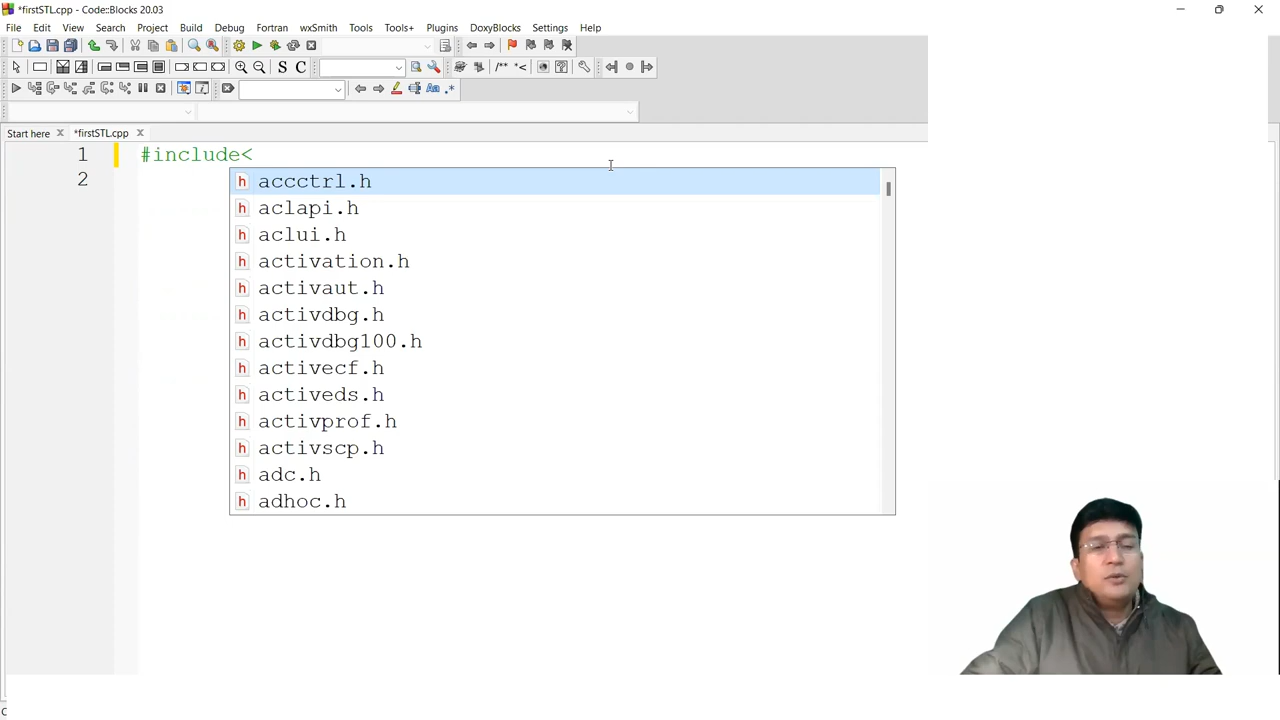 *firstSTL.cpp - Code::Blocks 20.03
File Edit View Search Project Build Debug Fortran wxSmith Tools Tools+ Plugins DoxyBlocks Settings Help
S C /** *<
Aa .*
Start here *firstSTL.cpp
1 #include<
2
h accctrl.h
h aclapi.h
h aclui.h
h activation.h
h activaut.h
h activdbg.h
h activdbg100.h
h activecf.h
h activeds.h
h activprof.h
h activscp.h
h adc.h
h adhoc.h